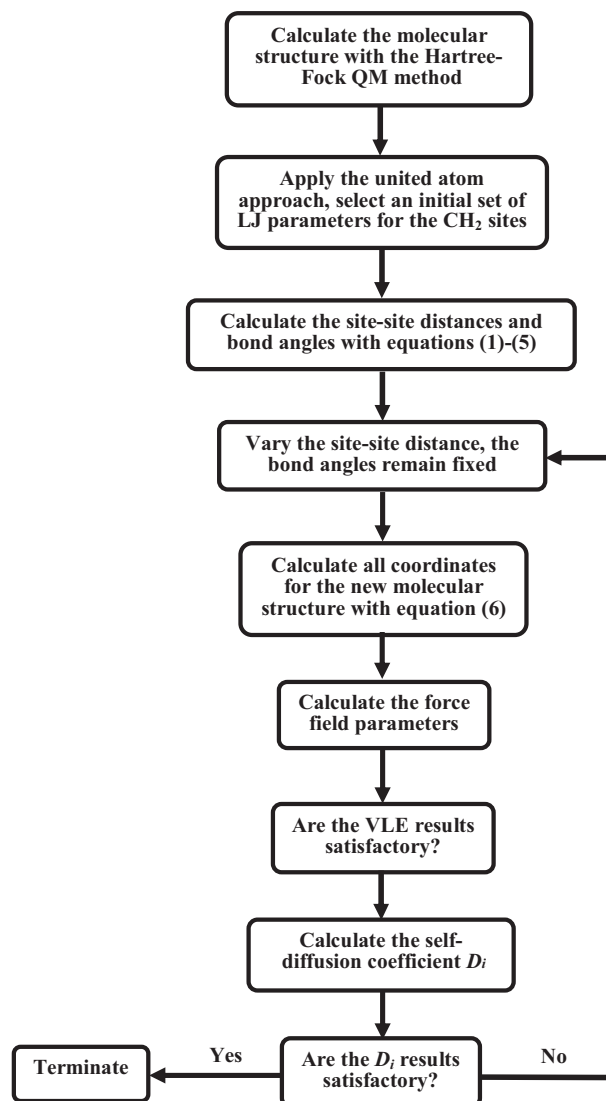 Calculate the molecular
structure with the Hartree-
Fock QM method
Apply the united atom
approach, select an initial set of
LJ parameters for the CH₂ sites
Calculate the site-site distances and
bond angles with equations (1)-(5)
Vary the site-site distance, the
bond angles remain fixed
Calculate all coordinates
for the new molecular
structure with equation (6)
Calculate the force
field parameters
Are the VLE results
satisfactory?
Calculate the self-
diffusion coefficient Di
Terminate
Yes
Are the Di results
satisfactory?
No